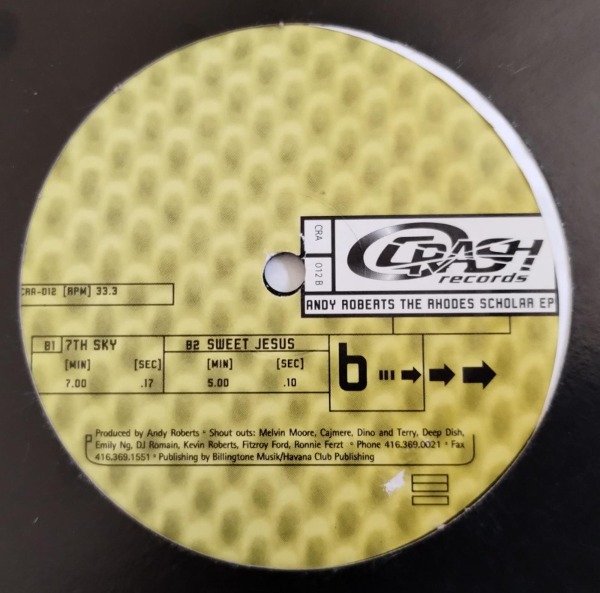 CRA
012 B
CRASH
records
ANDY ROBERTS THE RHODES SCHOLAR EP
CRA-012 [RPM] 33.3
B1 7TH SKY
[MIN] [SEC]
7.00 .17
B2 SWEET JESUS
[MIN] [SEC]
5.00 .10
b
Produced by Andy Roberts • Shout outs: Melvin Moore, Cajmere, Dino and Terry, Deep Dish,
Emily Ng, DJ Romain, Kevin Roberts, Fitzroy Ford, Ronnie Ferzt • Phone 416.369.0021 • Fax
416.369.1551 • Publishing by Billingtone Musik/Havana Club Publishing